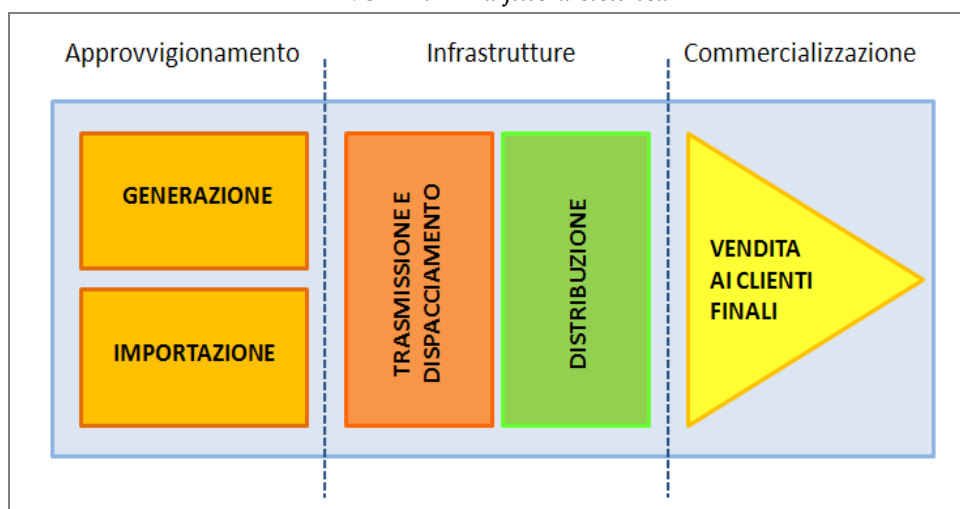 Approvvigionamento
Infrastrutture
Commercializzazione
GENERAZIONE
IMPORTAZIONE
TRASMISSIONE E
DISPACCIAMENTO
DISTRIBUZIONE
VENDITA
AI CLIENTI
FINALI